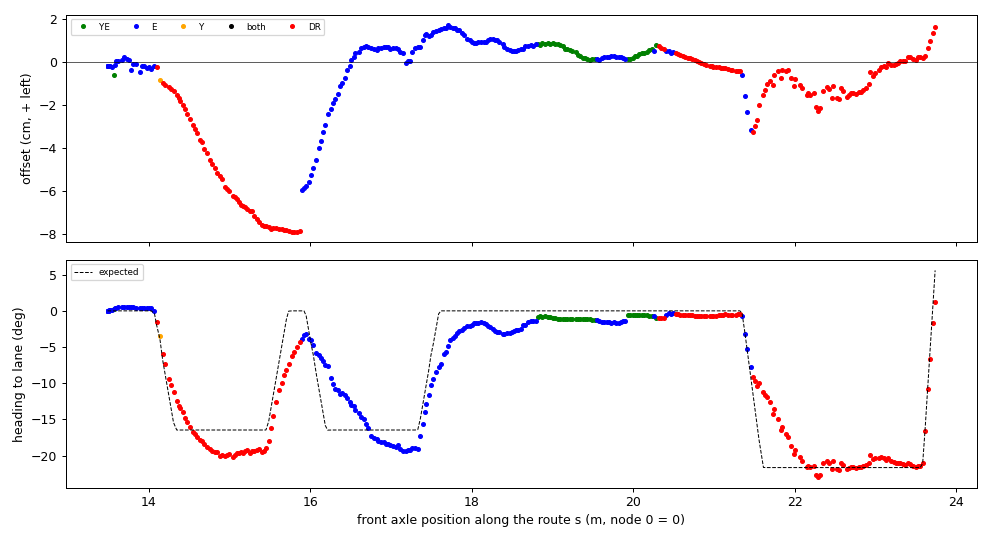 YE E Y both DR
offset (cm, + left)
2
0
−2
−4
−6
−8
expected
heading to lane (deg)
5
0
−5
−10
−15
−20
14 16 18 20 22 24
front axle position along the route s (m, node 0 = 0)